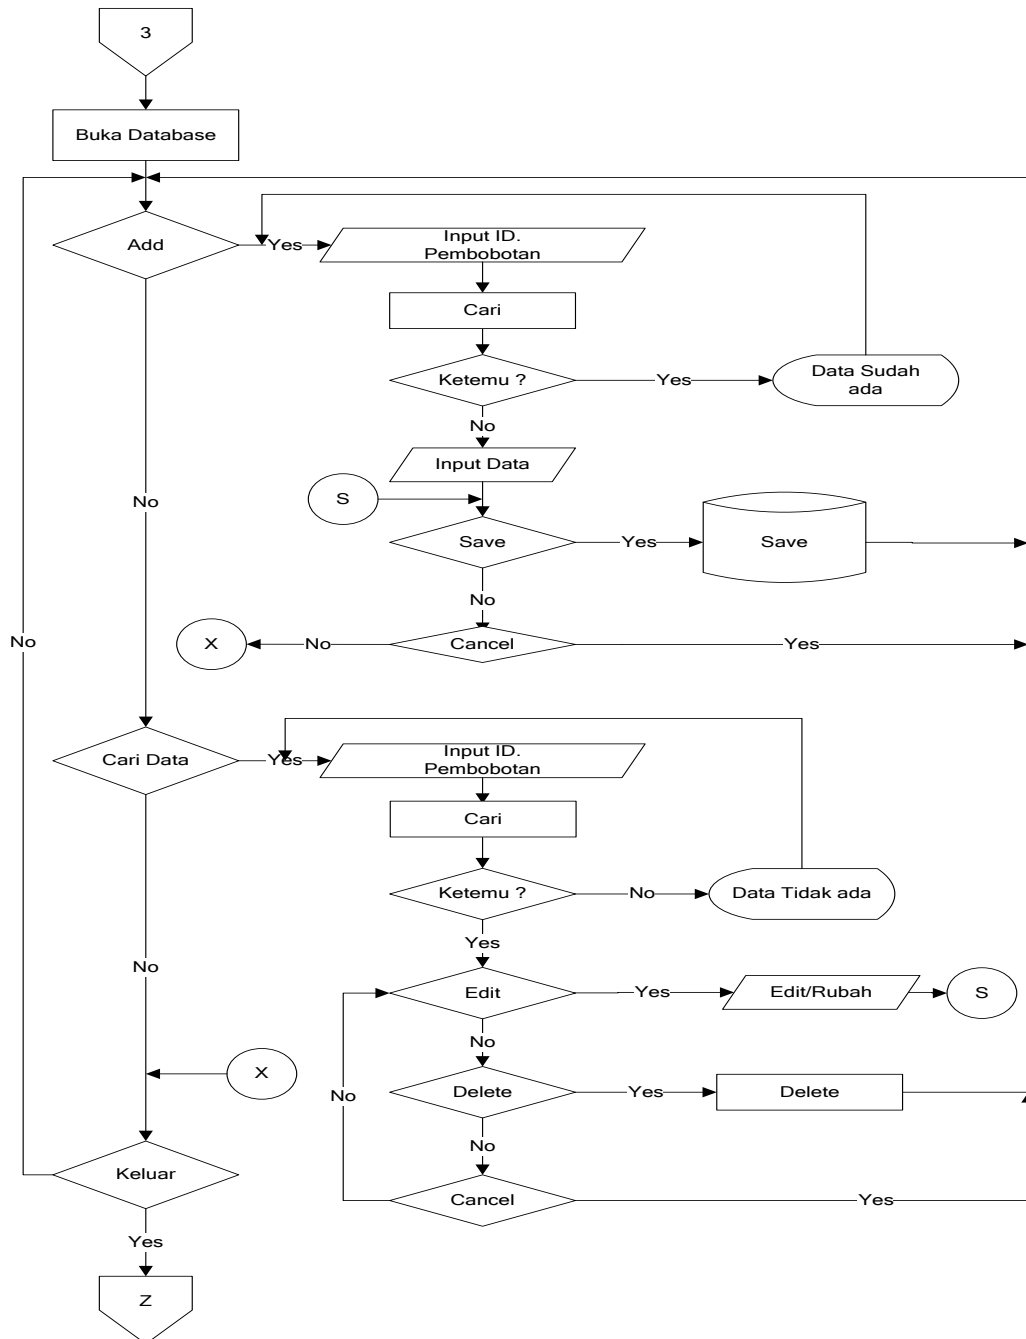 3
Buka Database
Add
Yes
Input ID.
Pembobotan
Cari
Ketemu ?
Yes
Data Sudah
ada
No
Input Data
S
No
Save
Yes
Save
No
No
X
No
Cancel
Yes
Cari Data
Yes
Input ID.
Pembobotan
Cari
Ketemu ?
No
Data Tidak ada
Yes
No
Edit
Yes
Edit/Rubah
S
No
X
No
Delete
Yes
Delete
No
Keluar
Cancel
Yes
Yes
Z